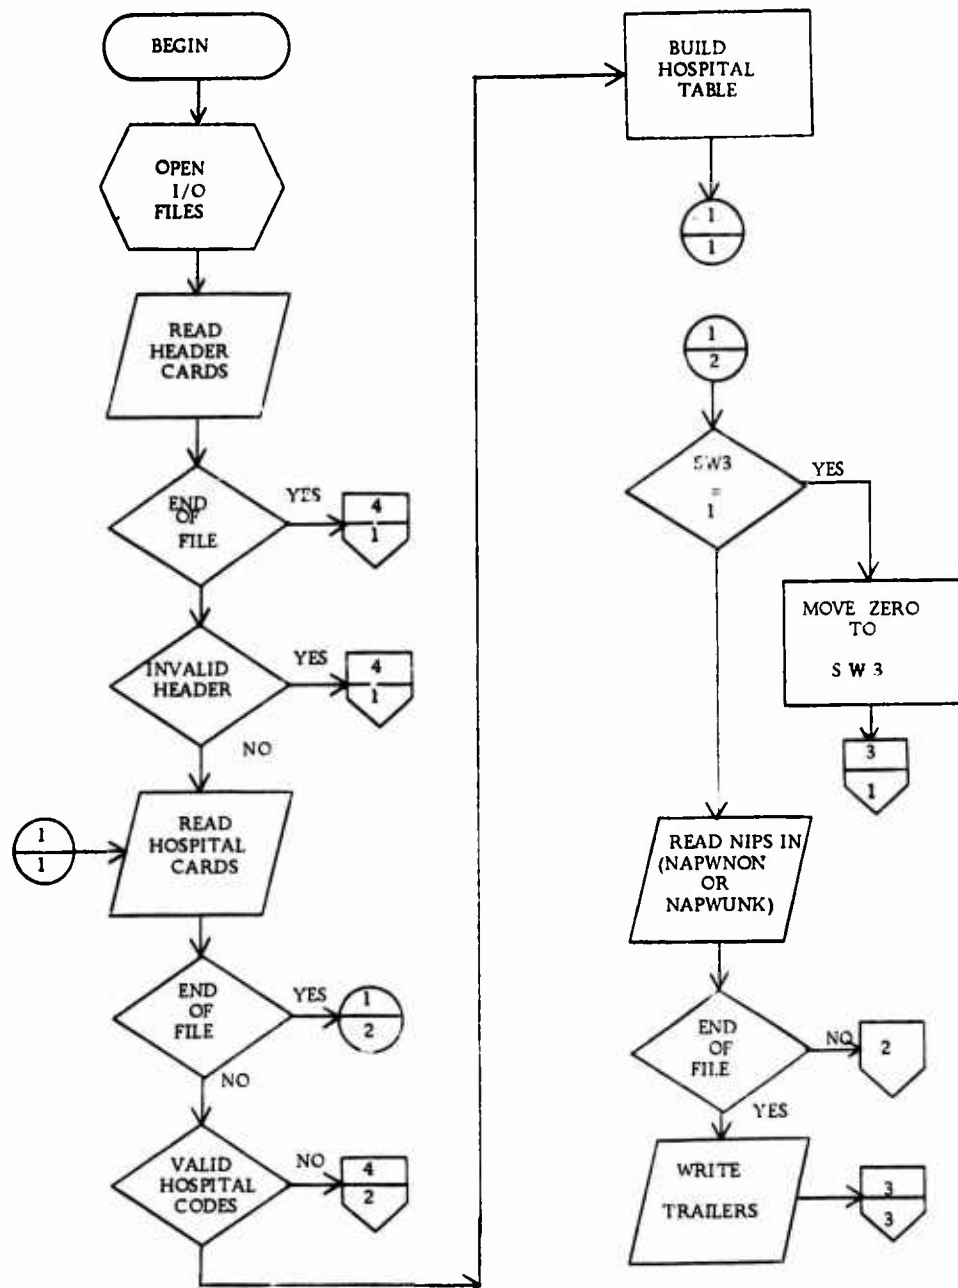 BEGIN
OPEN
I/O
FILES
READ
HEADER
CARDS
END
OF
FILE
YES
4
1
INVALID
HEADER
YES
4
1
NO
1
1
READ
HOSPITAL
CARDS
END
OF
FILE
YES
1
2
NO
VALID
HOSPITAL
CODES
NO
4
2
BUILD
HOSPITAL
TABLE
1
1
1
2
SW3
=
1
YES
MOVE ZERO
TO
S W 3
3
1
READ NIPS IN
(NAPWNON
OR
NAPWUNK)
END
OF
FILE
NO
2
YES
WRITE
TRAILERS
3
3